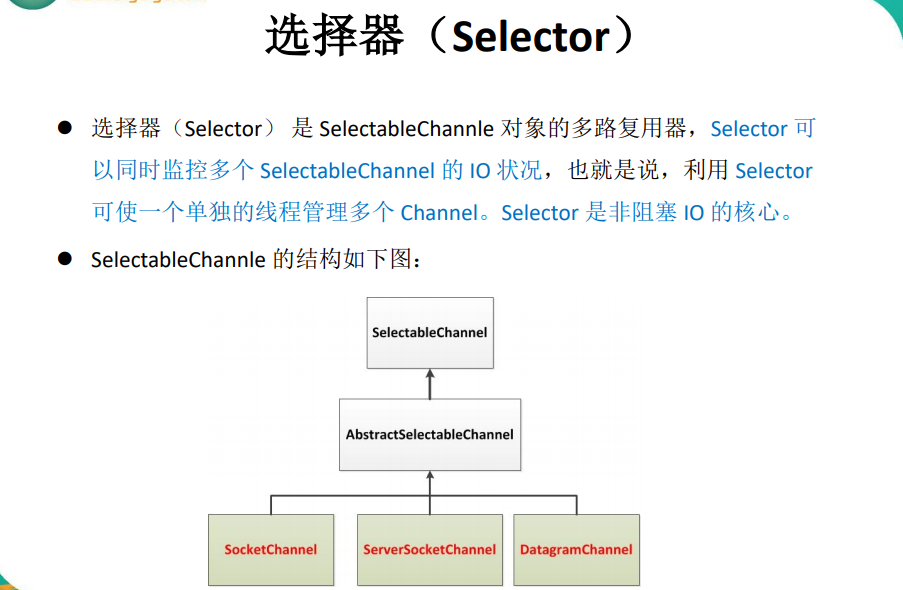 选择器（Selector）
● 选择器（Selector） 是 SelectableChannle 对象的多路复用器，Selector 可
以同时监控多个 SelectableChannel 的 IO 状况，也就是说，利用 Selector
可使一个单独的线程管理多个 Channel。Selector 是非阻塞 IO 的核心。
● SelectableChannle 的结构如下图：
SelectableChannel
AbstractSelectableChannel
SocketChannel
ServerSocketChannel
DatagramChannel